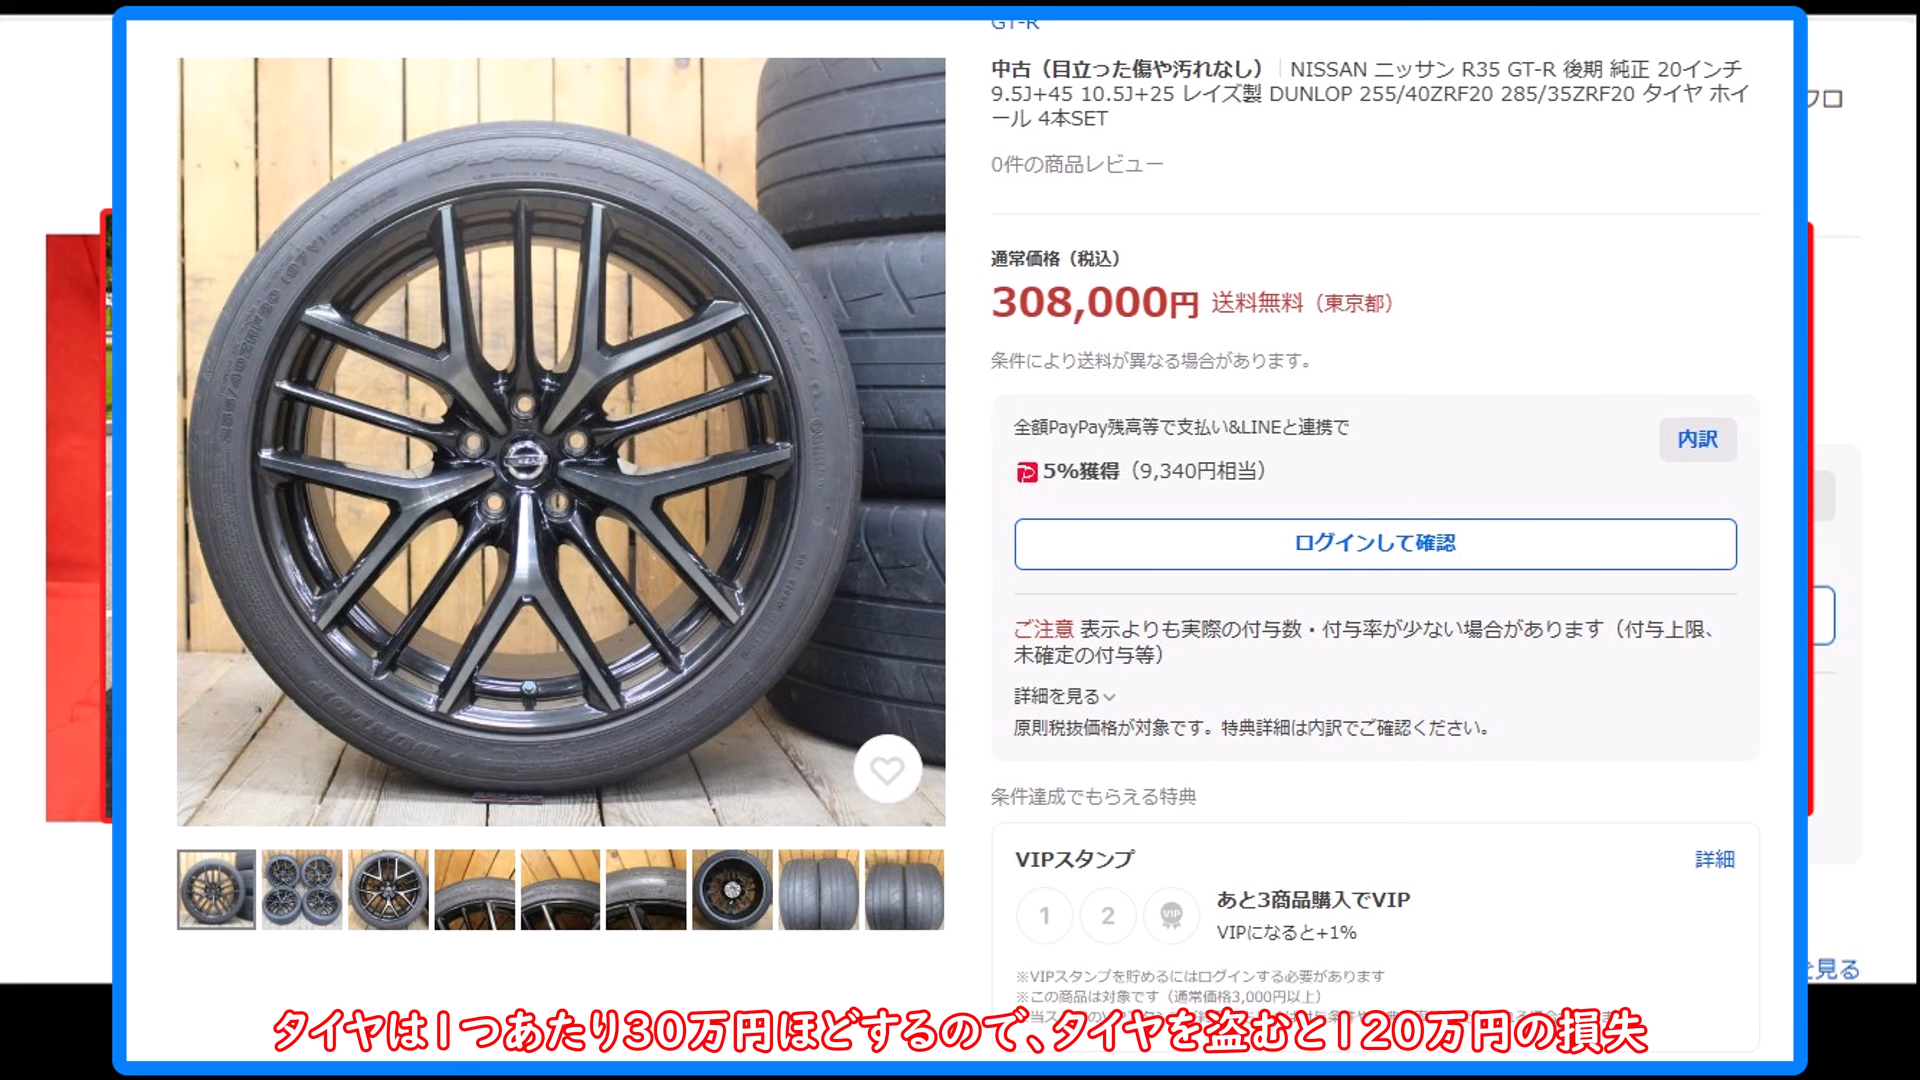 GT-R
中古（目立った傷や汚れなし） NISSAN ニッサン R35 GT-R 後期 純正 20インチ
9.5J+45 10.5J+25 レイズ製 DUNLOP 255/40ZRF20 285/35ZRF20 タイヤ ホイ
ール 4本SET
0件の商品レビュー
通常価格（税込）
308,000円 送料無料（東京都）
条件により送料が異なる場合があります。
全額PayPay残高等で支払い&LINEと連携で
内訳
5%獲得（9,340円相当）
ログインして確認
ご注意 表示よりも実際の付与数・付与率が少ない場合があります（付与上限、
未確定の付与等）
詳細を見る
原則税抜価格が対象です。特典詳細は内訳でご確認ください。
条件達成でもらえる特典
VIPスタンプ
詳細
1 2 VIP
あと3商品購入でVIP
VIPになると+1%
※VIPスタンプを貯めるにはログインする必要があります
※この商品は対象です（通常価格3,000円以上）
タイヤは1つあたり30万円ほどするので、タイヤを盗むと120万円の損失
フロ
を見る
NISSAN
255/40ZRF20 (97Y)
DUNLOP